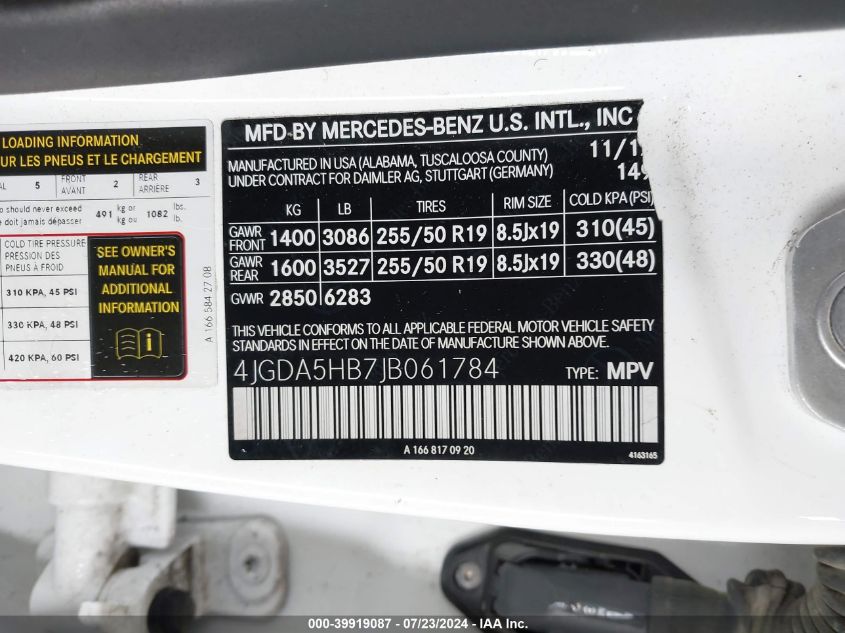 LOADING INFORMATION
UR LES PNEUS ET LE CHARGEMENT
AL 5 FRONT AVANT 2 REAR ARRIÈRE 3
should never exceed
doit jamais dépasser
491 kg or kg ou 1082 lbs. lb.
COLD TIRE PRESSURE
PRESSION DES
PNEUS À FROID
310 KPA, 45 PSI
330 KPA, 48 PSI
420 KPA, 60 PSI
SEE OWNER'S
MANUAL FOR
ADDITIONAL
INFORMATION
A 166 584 27 08
MFD BY MERCEDES-BENZ U.S. INTL., INC
MANUFACTURED IN USA (ALABAMA, TUSCALOOSA COUNTY) 11/1
UNDER CONTRACT FOR DAIMLER AG, STUTTGART (GERMANY) 149
KG LB TIRES RIM SIZE COLD KPA (PSI)
GAWR FRONT 1400 3086 255/50 R19 8.5Jx19 310(45)
GAWR REAR 1600 3527 255/50 R19 8.5Jx19 330(48)
GVWR 2850 6283
THIS VEHICLE CONFORMS TO ALL APPLICABLE FEDERAL MOTOR VEHICLE SAFETY
STANDARDS IN EFFECT ON THE DATE OF MANUFACTURE SHOWN ABOVE.
4JGDA5HB7JB061784 TYPE: MPV
A 166 817 09 20
4163165
000-39919087 / 07/23/2024 - IAA Inc.